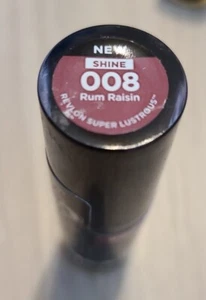 NEW
SHINE
008
Rum Raisin
REVLON SUPER LUSTROUS™